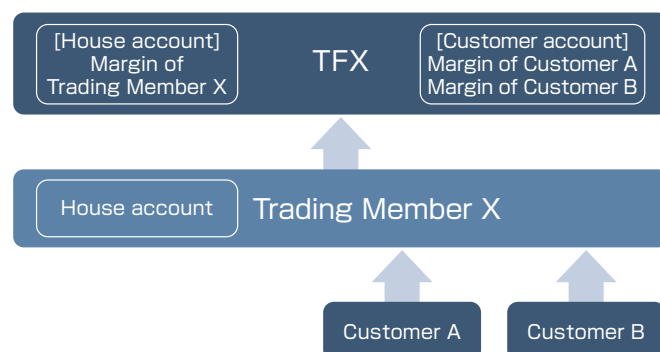 [House account]
Margin of
Trading Member X
TFX
[Customer account]
Margin of Customer A
Margin of Customer B
House account
Trading Member X
Customer A
Customer B